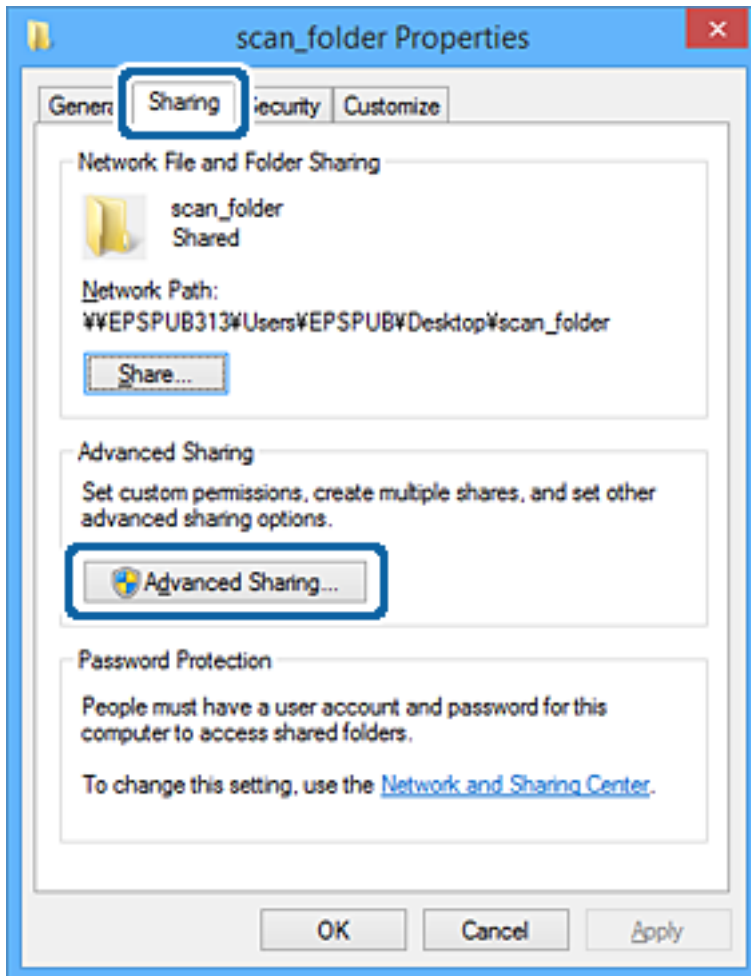 scan_folder Properties
General Sharing Security Customize
Network File and Folder Sharing
scan_folder
Shared
Network Path:
¥¥EPSPUB313¥Users¥EPSPUB¥Desktop¥scan_folder
Share...
Advanced Sharing
Set custom permissions, create multiple shares, and set other
advanced sharing options.
Advanced Sharing...
Password Protection
People must have a user account and password for this
computer to access shared folders.
To change this setting, use the Network and Sharing Center.
OK Cancel Apply